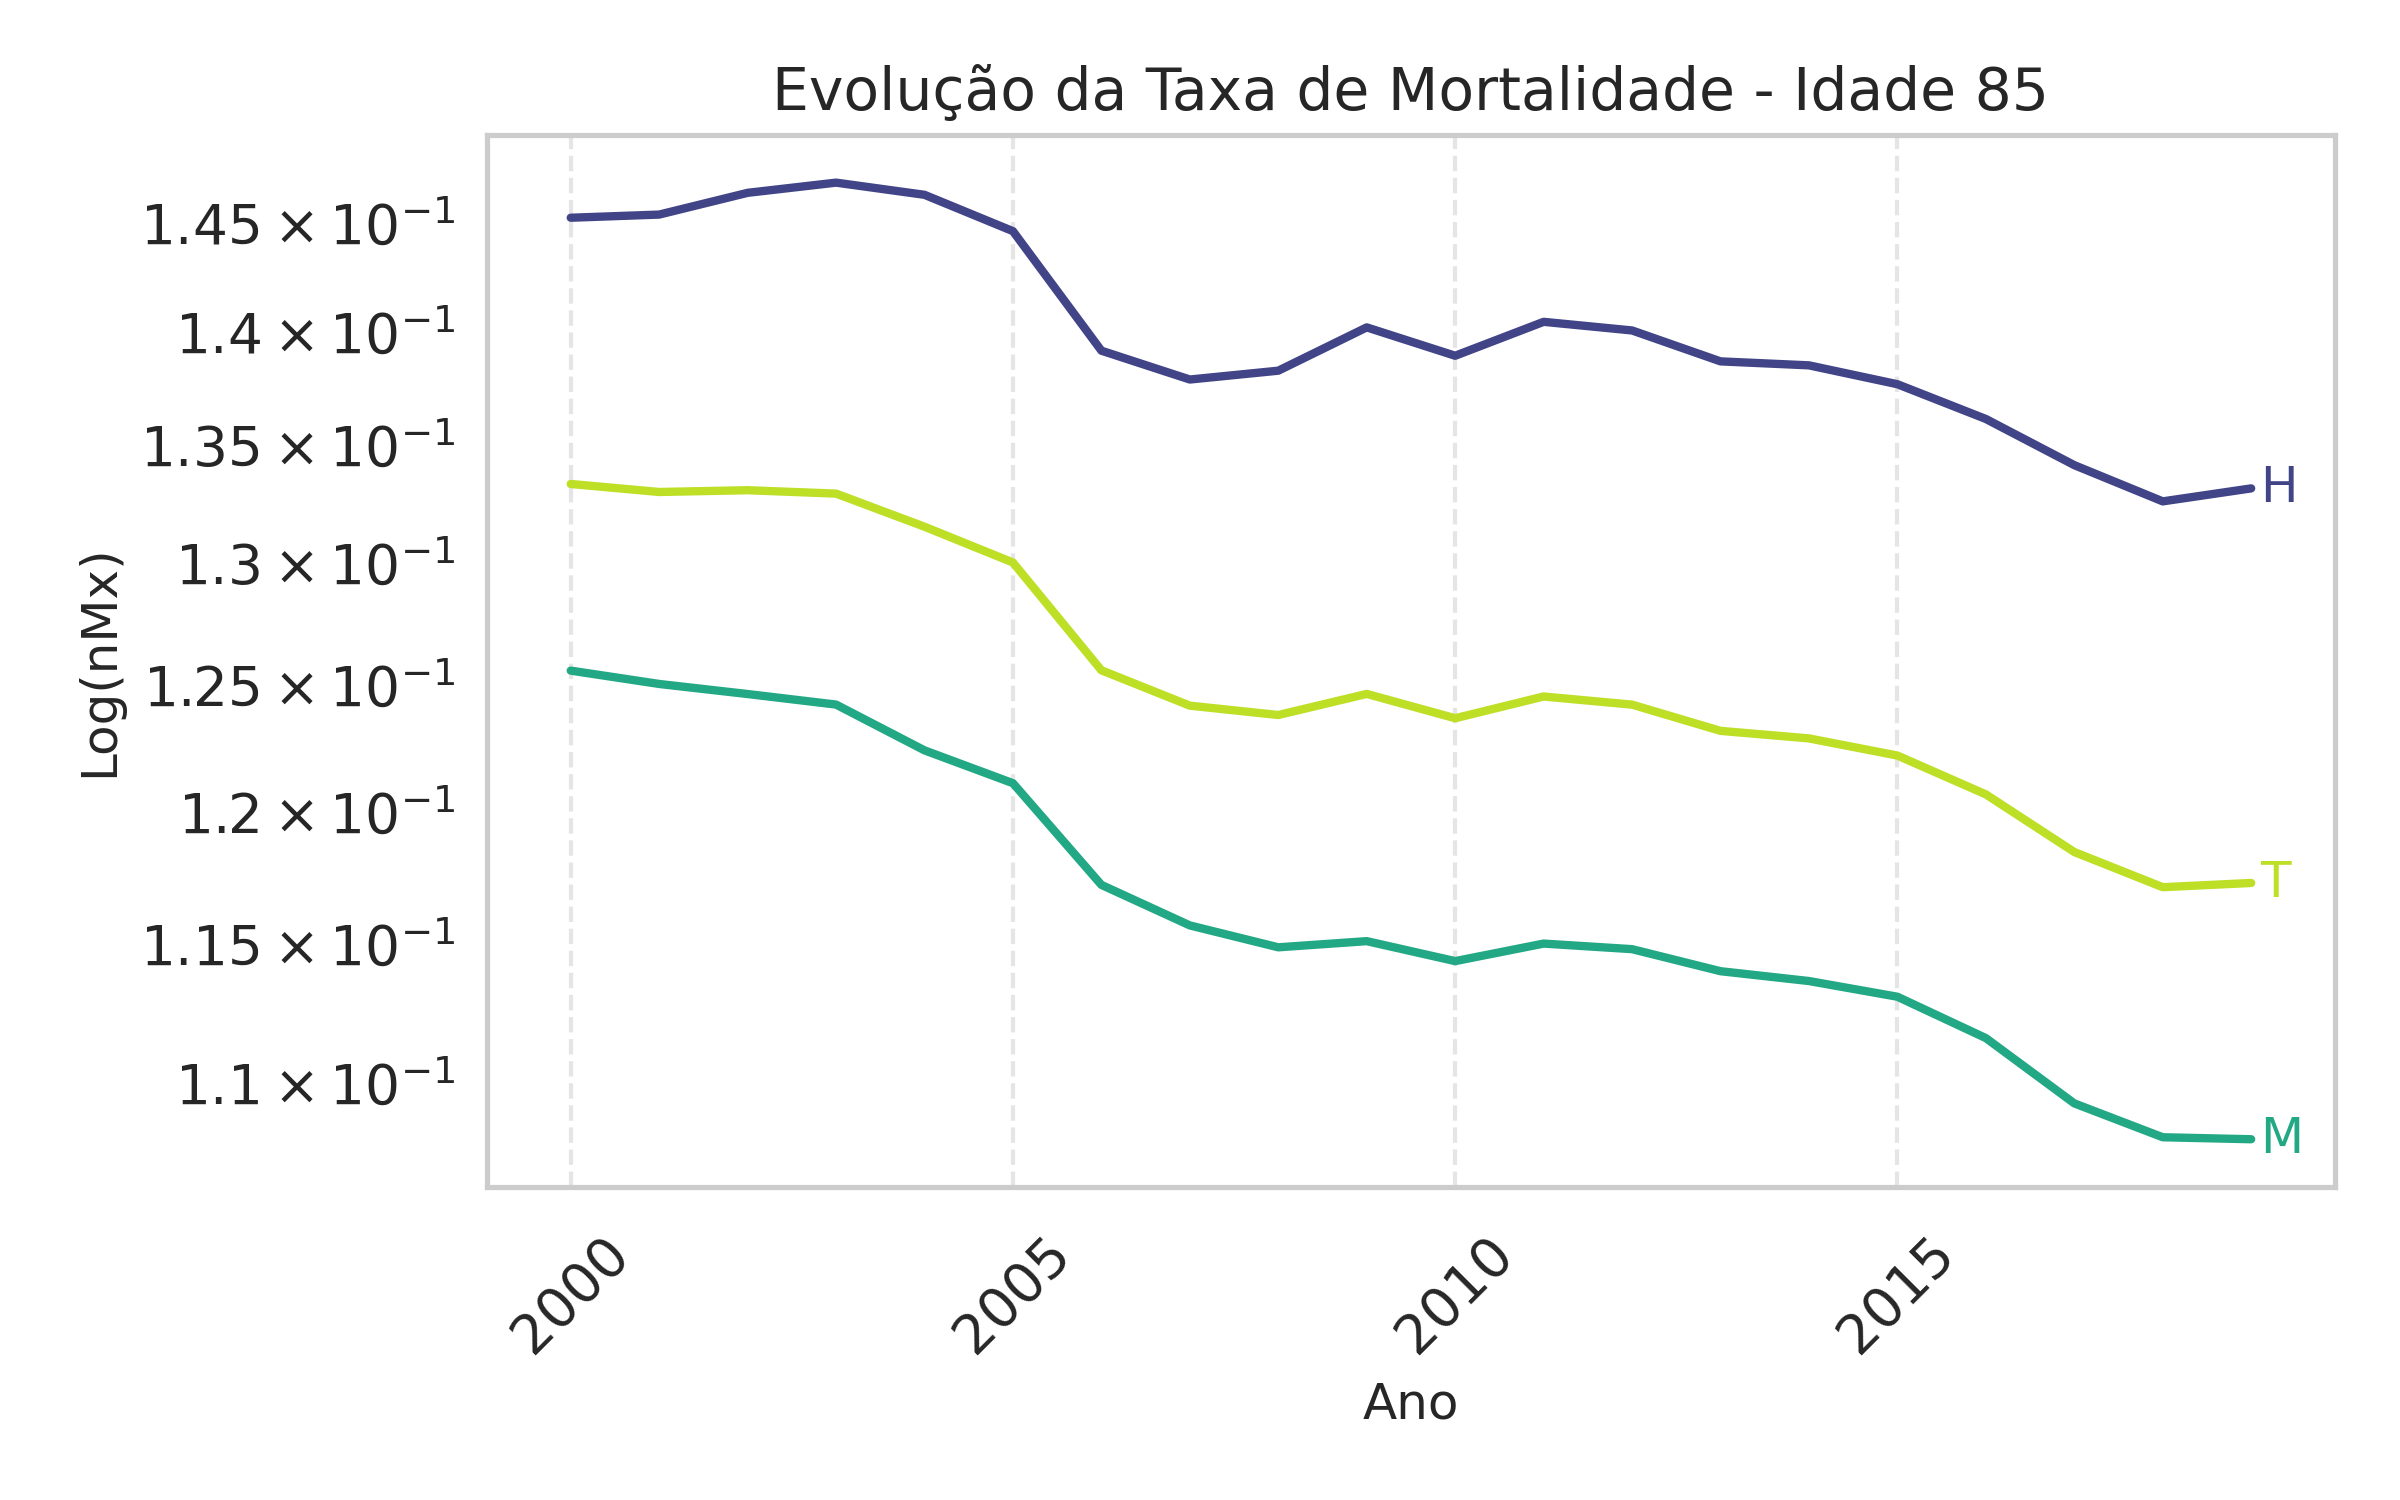 Evolução da Taxa de Mortalidade - Idade 85
Log(nMx)
1.45 × 10⁻¹
1.4 × 10⁻¹
1.35 × 10⁻¹
1.3 × 10⁻¹
1.25 × 10⁻¹
1.2 × 10⁻¹
1.15 × 10⁻¹
1.1 × 10⁻¹
H
T
M
2000 2005 2010 2015
Ano